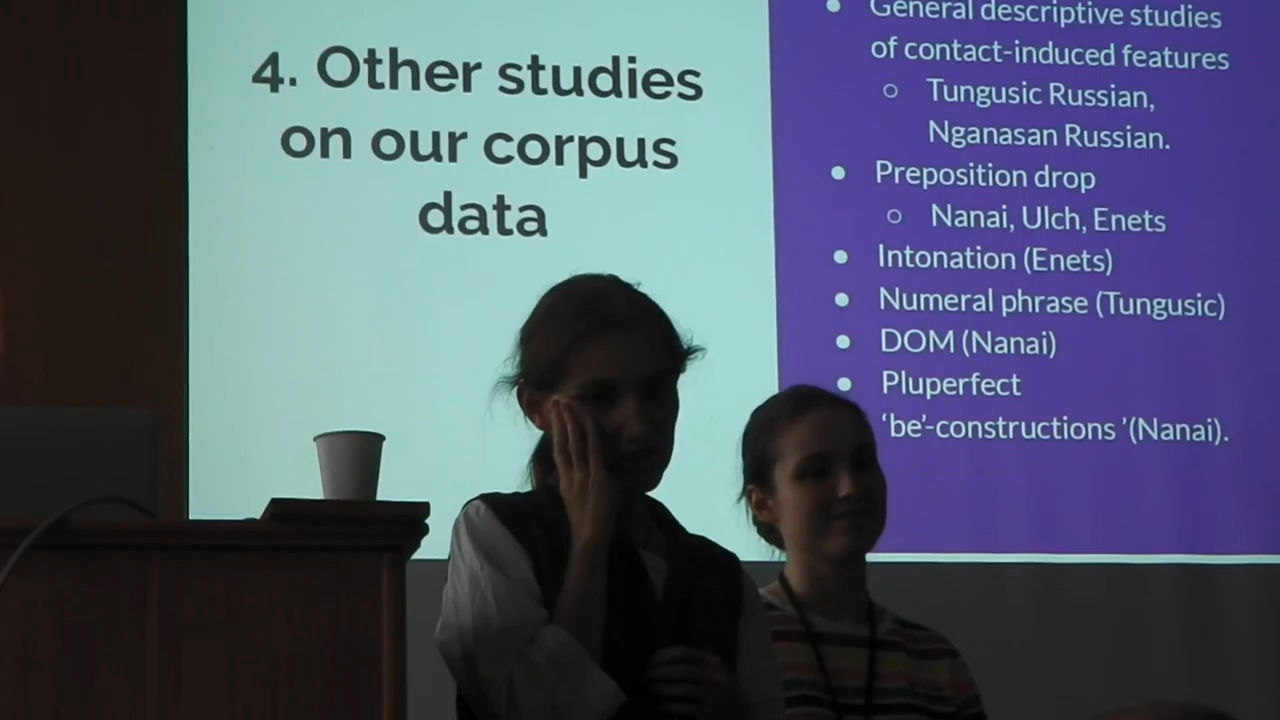 4. Other studies
on our corpus
data
● General descriptive studies
of contact-induced features
○ Tungusic Russian,
Nganasan Russian.
● Preposition drop
○ Nanai, Ulch, Enets
● Intonation (Enets)
● Numeral phrase (Tungusic)
● DOM (Nanai)
● Pluperfect
‘be’-constructions ’(Nanai).